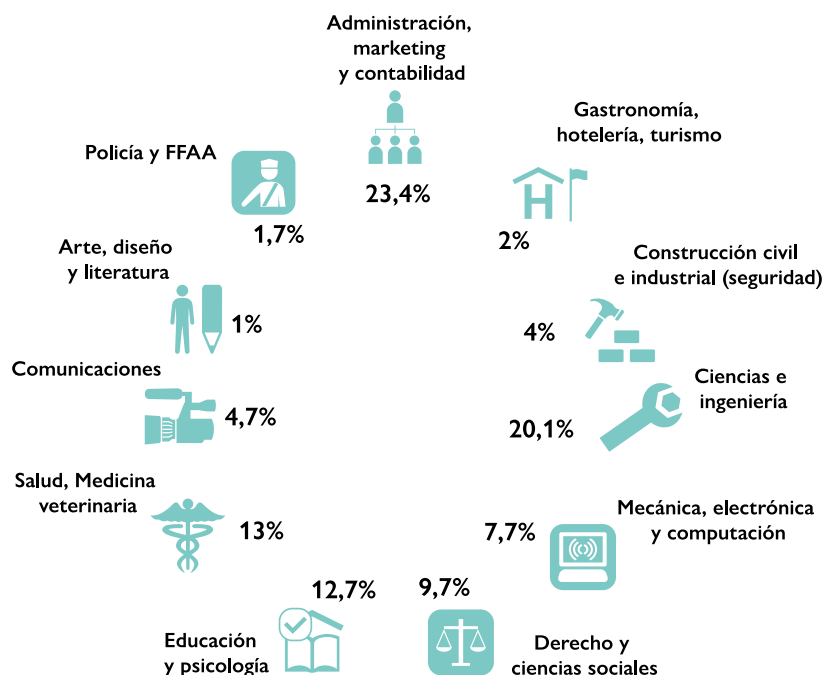 Administración,
marketing
y contabilidad
23,4%
Gastronomía,
hotelería, turismo
2%
Construcción civil
e industrial (seguridad)
4%
Ciencias e
ingeniería
20,1%
Mecánica, electrónica
y computación
7,7%
Derecho y
ciencias sociales
9,7%
Educación
y psicología
12,7%
Salud, Medicina
veterinaria
13%
Comunicaciones
4,7%
Arte, diseño
y literatura
1%
Policía y FFAA
1,7%
H